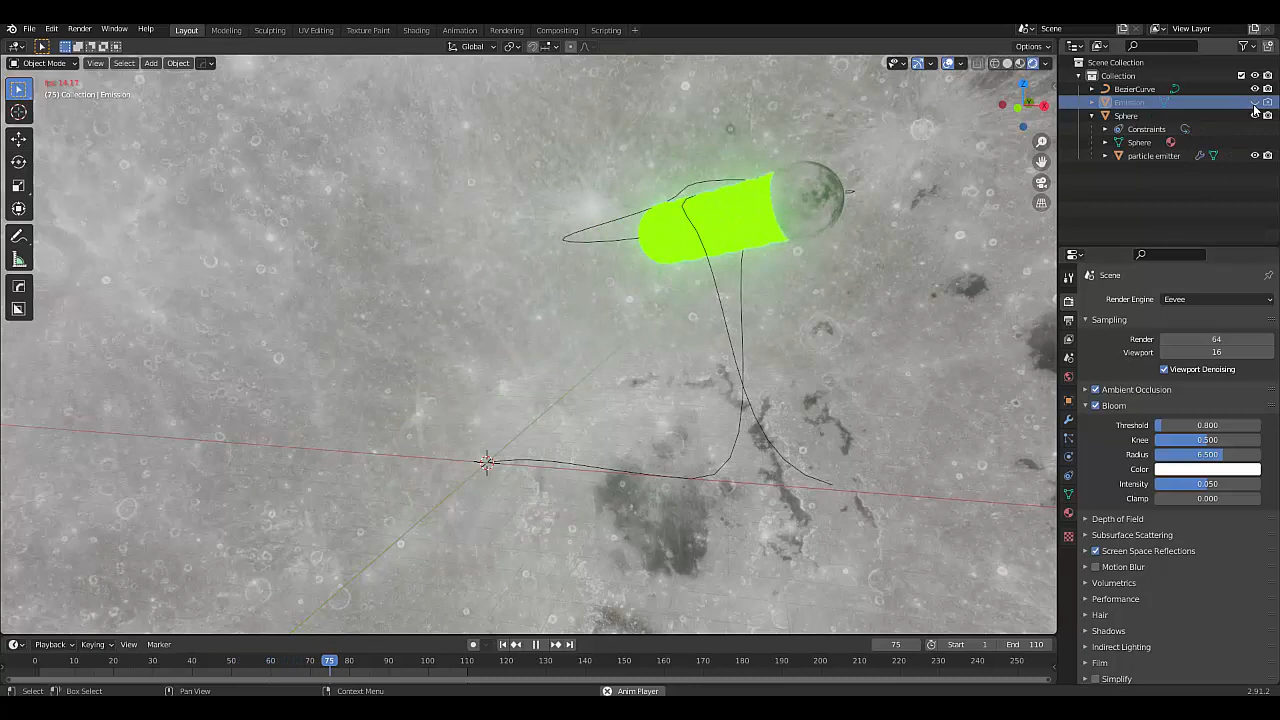 File Edit Render Window Help Layout Modeling Sculpting UV Editing Texture Paint Shading Animation Rendering Compositing Scripting + Scene View Layer
Global Options
Object Mode View Select Add Object
fps 14.17
(75) Collection | Emission
Z
Y
X
Scene Collection
Collection
BezierCurve
Emission
Sphere
Constraints
Sphere
particle emitter
Scene
Render Engine Eevee
Sampling
Render 64
Viewport 16
Viewport Denoising
Ambient Occlusion
Bloom
Threshold 0.800
Knee 0.500
Radius 6.500
Color
Intensity 0.050
Clamp 0.000
Depth of Field
Subsurface Scattering
Screen Space Reflections
Motion Blur
Volumetrics
Performance
Hair
Shadows
Indirect Lighting
Film
Simplify
Playback Keying View Marker 75 Start 1 End 110
0 10 20 30 40 50 60 70 75 80 90 100 110 120 130 140 150 160 170 180 190 200 210 220 230 240 250
Select Box Select Pan View Context Menu Anim Player 2.91.2